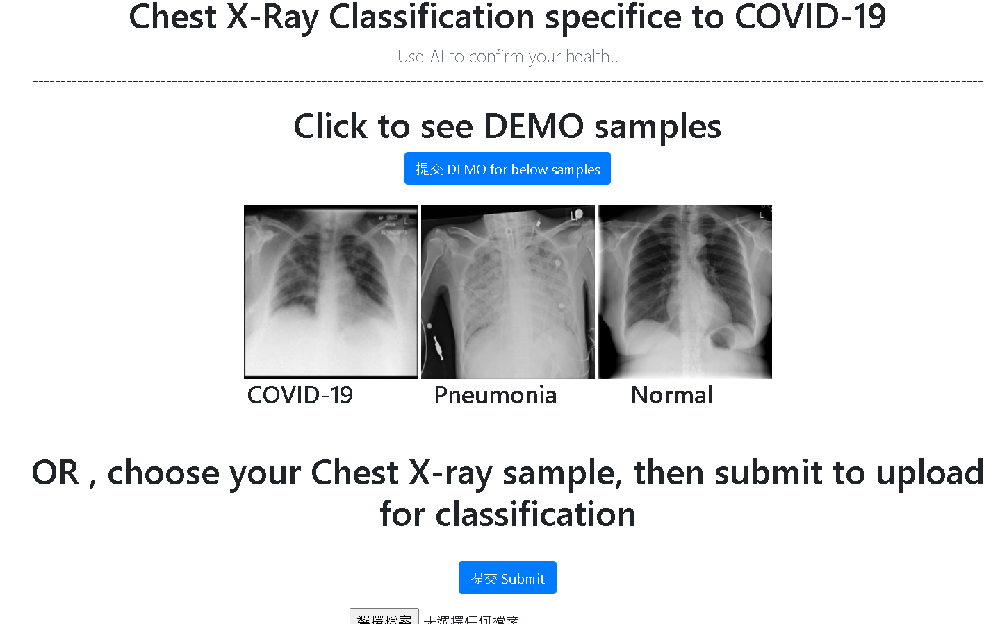 Chest X-Ray Classification specifice to COVID-19
Use AI to confirm your health!.
Click to see DEMO samples
提交 DEMO for below samples
L
L
L
COVID-19
Pneumonia
Normal
OR , choose your Chest X-ray sample, then submit to upload
for classification
提交 Submit
選擇檔案 未選擇任何檔案